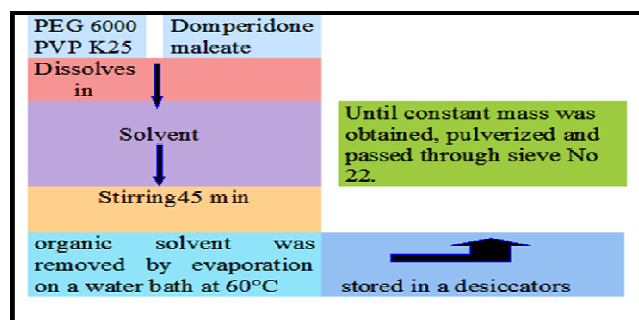 PEG 6000
PVP K25
Domperidone
maleate
Dissolves
in
Solvent
Stirring45 min
organic solvent was
removed by evaporation
on a water bath at 60°C
stored in a desiccators
Until constant mass was
obtained, pulverized and
passed through sieve No
22.